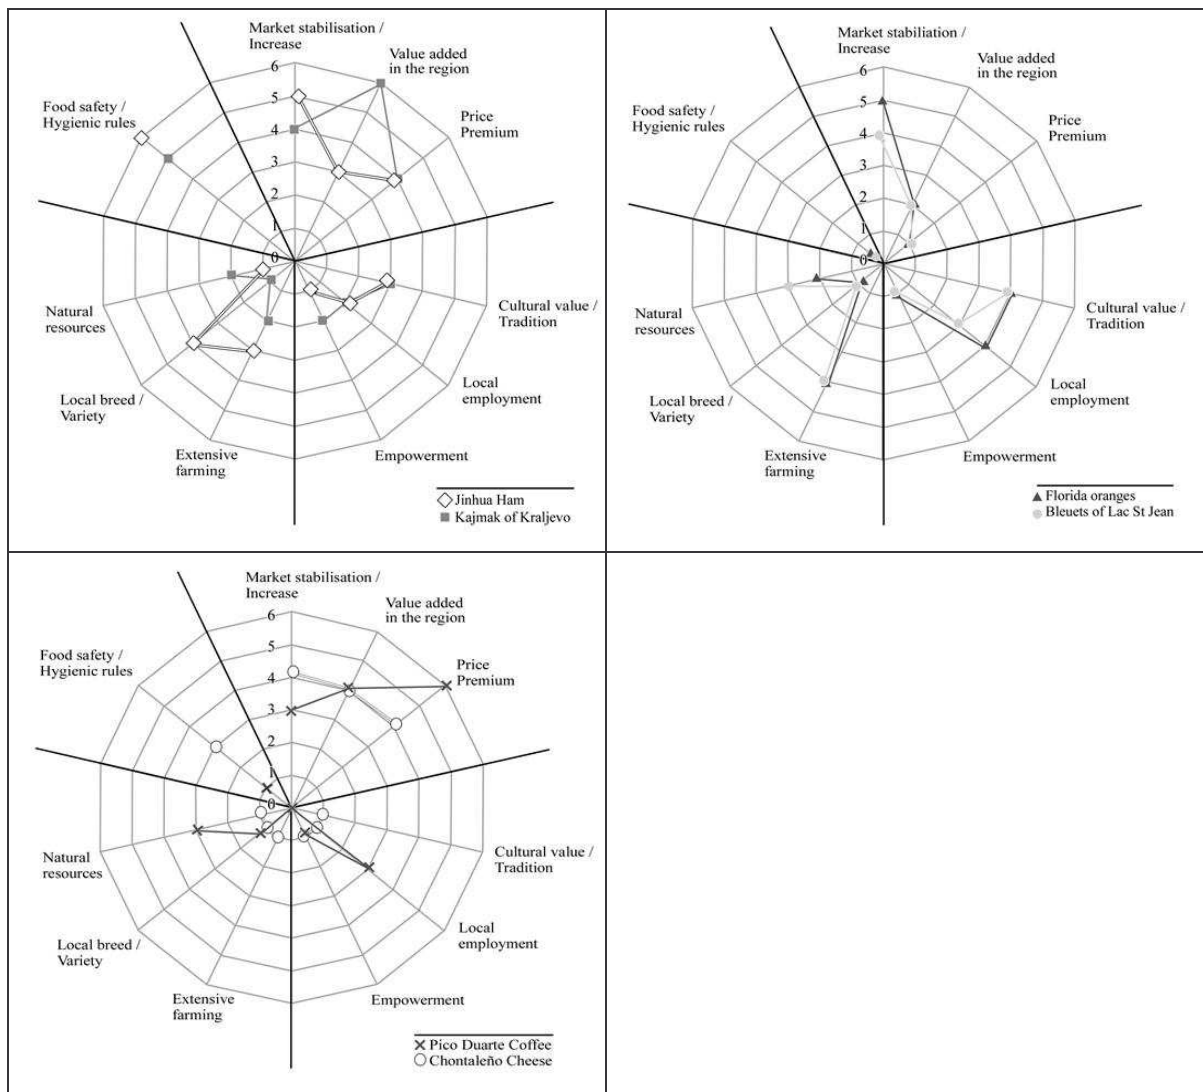 Market stabilisation /
Increase
Value added
in the region
Price
Premium
Cultural value /
Tradition
Local
employment
Empowerment
Extensive
farming
Local breed /
Variety
Natural
resources
Food safety /
Hygienic rules
6
5
4
3
2
1
0
Jinhua Ham
Kajmak of Kraljevo
Market stabiliation /
Increase
Value added
in the region
Price
Premium
Cultural value /
Tradition
Local
employment
Empowerment
Extensive
farming
Local breed /
Variety
Natural
resources
Food safety /
Hygienic rules
6
5
4
3
2
1
0
Florida oranges
Bleuets of Lac St Jean
Market stabilisation /
Increase
Value added
in the region
Price
Premium
Cultural value /
Tradition
Local
employment
Empowerment
Extensive
farming
Local breed /
Variety
Natural
resources
Food safety /
Hygienic rules
6
5
4
3
2
1
0
Pico Duarte Coffee
Chontaleño Cheese